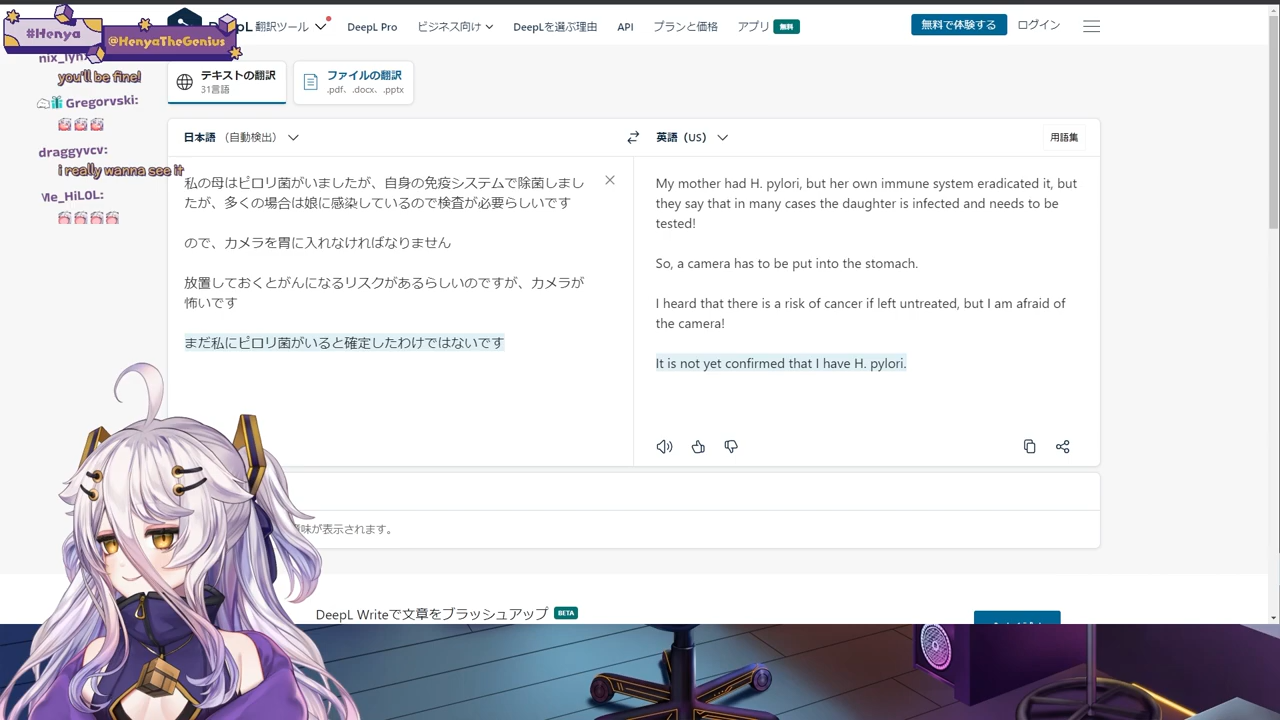 #Henya
@HenyaTheGenius
翻訳ツール
DeepL Pro
ビジネス向け
DeepLを選ぶ理由
API
プランと価格
アプリ 無料
無料で体験する
ログイン
you'll be fine!
Gregorvski:
draggyvcv:
i really wanna see it
Me_HiLOL:
テキストの翻訳
31言語
ファイルの翻訳
.pdf、.docx、.pptx
日本語 (自動検出)
英語 (US)
用語集
私の母はピロリ菌がいましたが、自身の免疫システムで除菌しまし
たが、多くの場合は娘に感染しているので検査が必要らしいです
ので、カメラを胃に入れなければなりません
放置しておくとがんになるリスクがあるらしいのですが、カメラが
怖いです
まだ私にピロリ菌がいると確定したわけではないです
My mother had H. pylori, but her own immune system eradicated it, but
they say that in many cases the daughter is infected and needs to be
tested!
So, a camera has to be put into the stomach.
I heard that there is a risk of cancer if left untreated, but I am afraid of
the camera!
It is not yet confirmed that I have H. pylori.
意味が表示されます。
DeepL Writeで文章をブラッシュアップ BETA